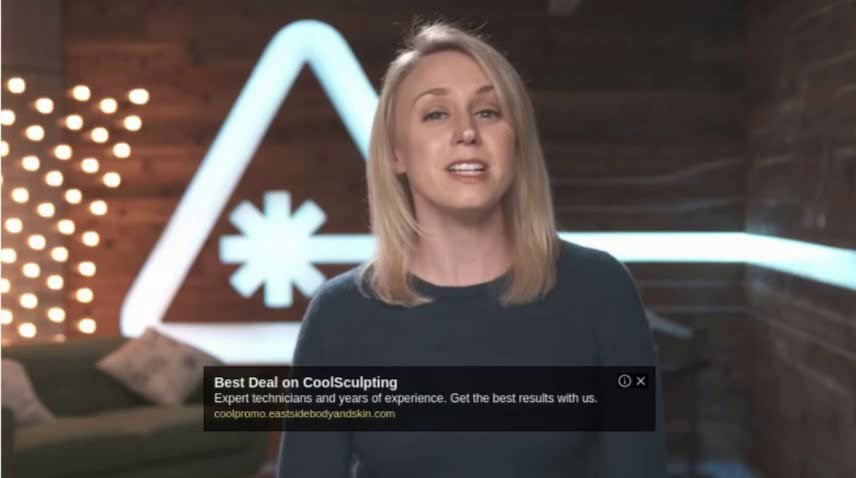 Best Deal on CoolSculpting
Expert technicians and years of experience. Get the best results with us.
coolpromo.eastsidebodyandskin.com